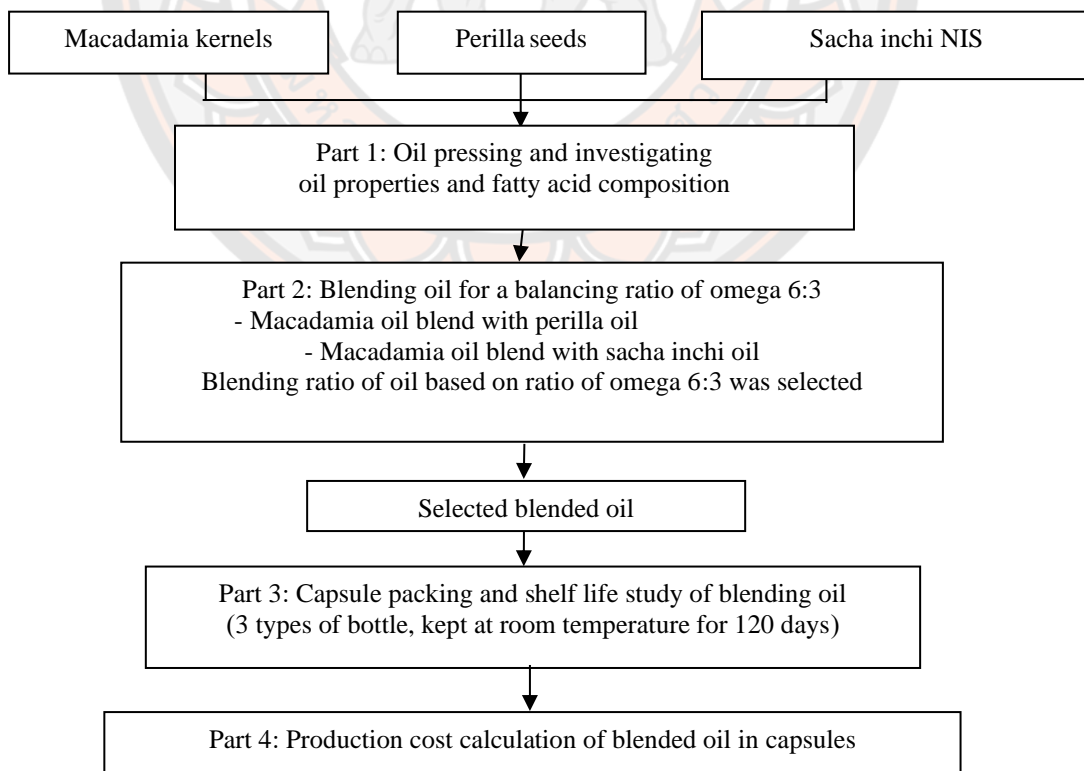 Macadamia kernels
Perilla seeds
Sacha inchi NIS
Part 1: Oil pressing and investigating
oil properties and fatty acid composition
Part 2: Blending oil for a balancing ratio of omega 6:3
- Macadamia oil blend with perilla oil
- Macadamia oil blend with sacha inchi oil
Blending ratio of oil based on ratio of omega 6:3 was selected
Selected blended oil
Part 3: Capsule packing and shelf life study of blending oil
(3 types of bottle, kept at room temperature for 120 days)
Part 4: Production cost calculation of blended oil in capsules